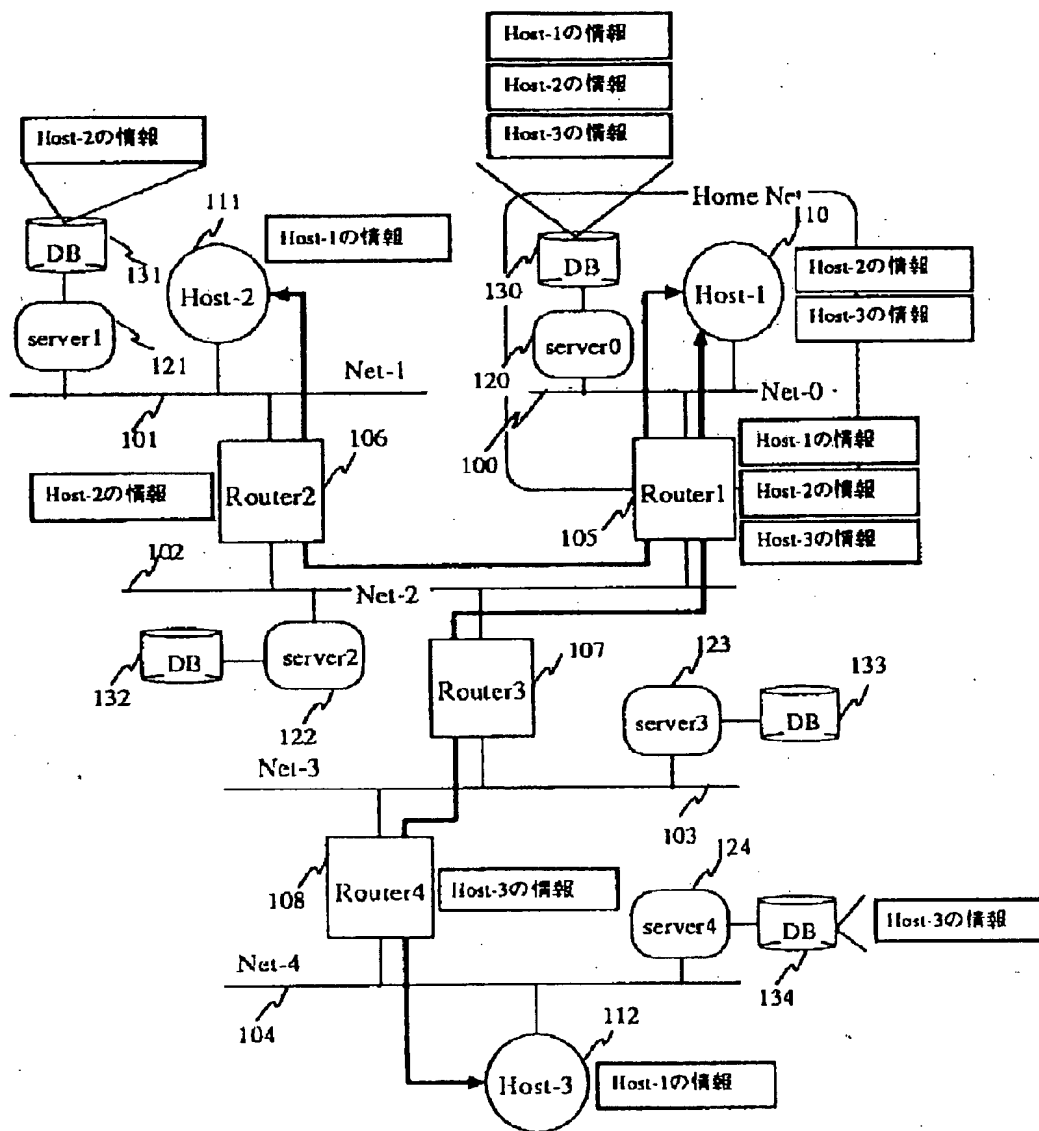 Host-1の情報
Host-2の情報
Host-3の情報
Host-2の情報
Home Net
111
110
DB
131
Host-2
Host-1の情報
DB
130
Host-1
Host-2の情報
Host-3の情報
server1
121
server0
120
Net-1
Net-0
101
100
106
Host-1の情報
Host-2の情報
Router2
Router1
Host-2の情報
105
Host-3の情報
102
Net-2
DB
132
server2
122
107
Router3
123
server3
133
DB
Net-3
103
108
Router4
Host-3の情報
124
server4
DB
Host-3の情報
134
Net-4
104
112
Host-3
Host-1の情報